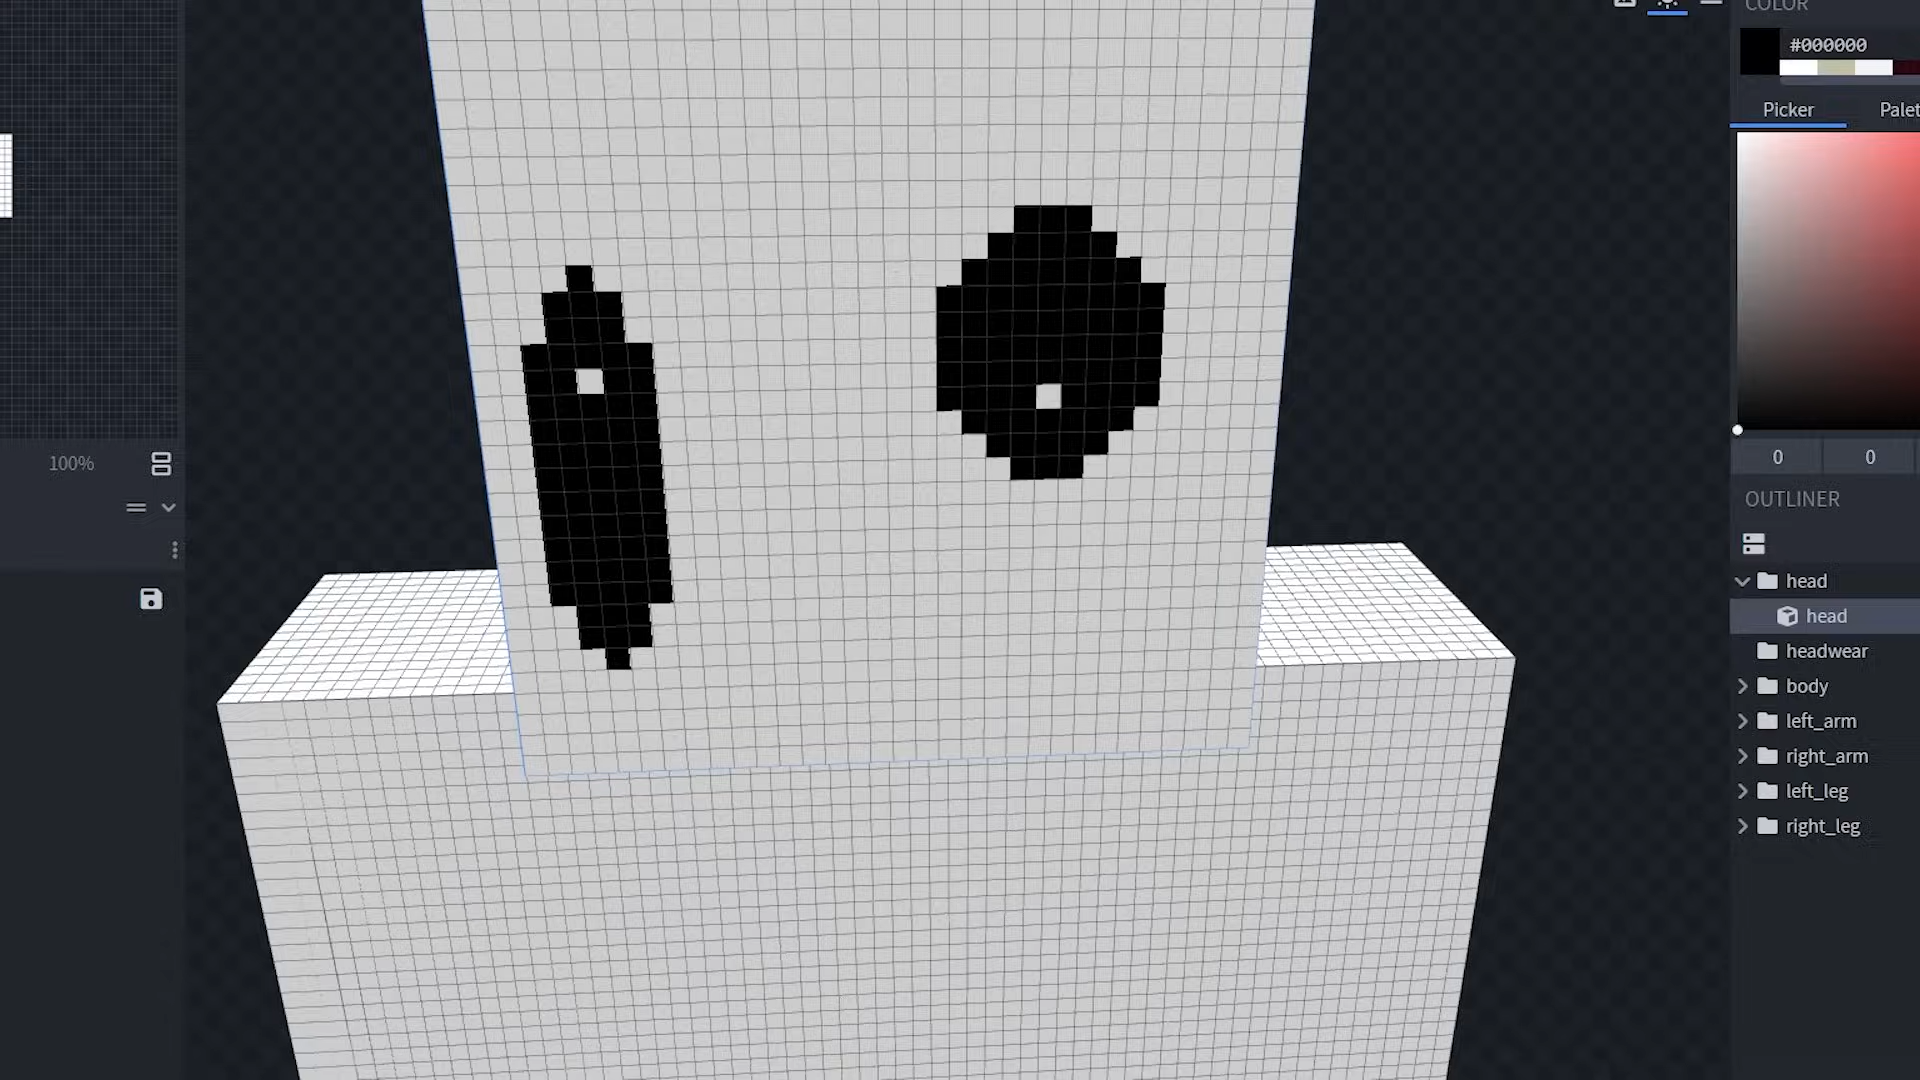 COLOR
#000000
Picker
Palet
100%
0
0
OUTLINER
head
head
headwear
body
left_arm
right_arm
left_leg
right_leg